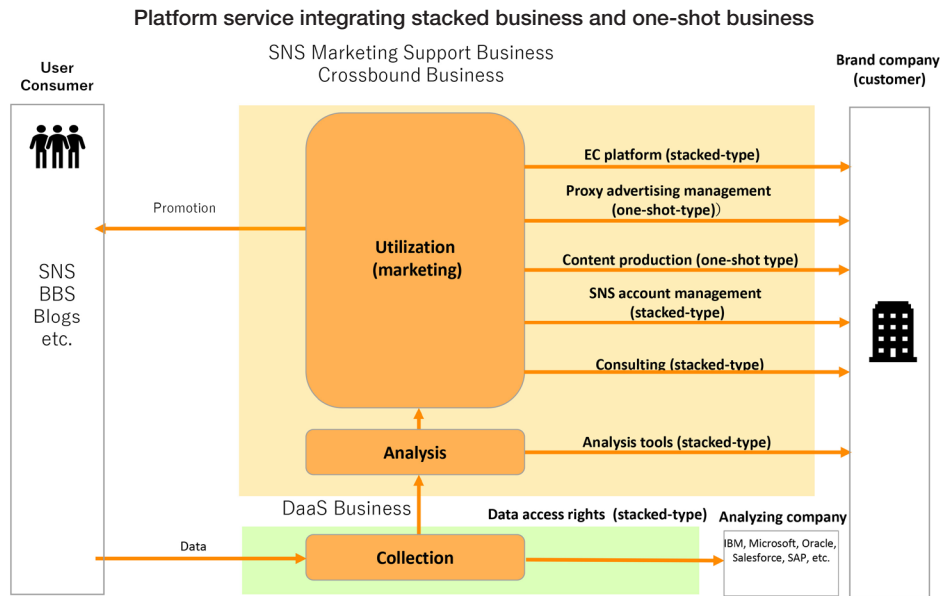 Platform service integrating stacked business and one-shot business
SNS Marketing Support Business
Crossbound Business
User
Consumer
Brand company
(customer)
EC platform (stacked-type)
Proxy advertising management
(one-shot-type)）
Promotion
Utilization
(marketing)
Content production (one-shot type)
SNS
BBS
Blogs
etc.
SNS account management
(stacked-type)
Consulting (stacked-type)
Analysis
Analysis tools (stacked-type)
DaaS Business
Data access rights (stacked-type)
Analyzing company
Data
Collection
IBM, Microsoft, Oracle,
Salesforce, SAP, etc.